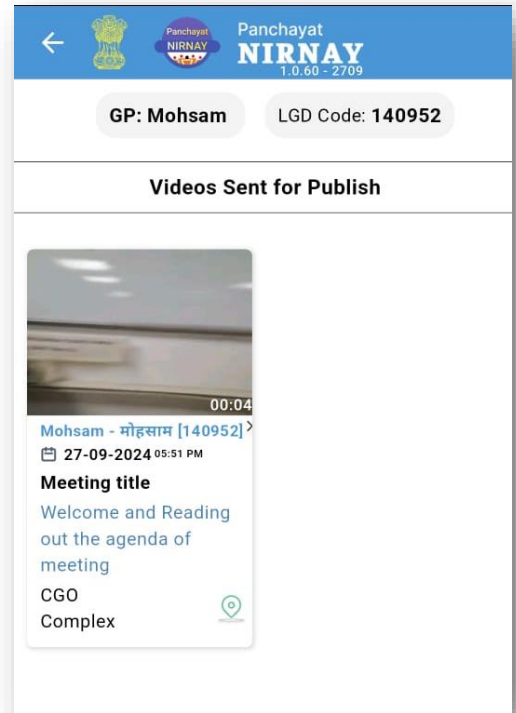 Panchayat
NIRNAY
Panchayat
NIRNAY
1.0.60 - 2709
GP: Mohsam
LGD Code: 140952
Videos Sent for Publish
00:04
Mohsam - मोहसाम [140952]
27-09-2024 05:51 PM
Meeting title
Welcome and Reading
out the agenda of
meeting
CGO
Complex